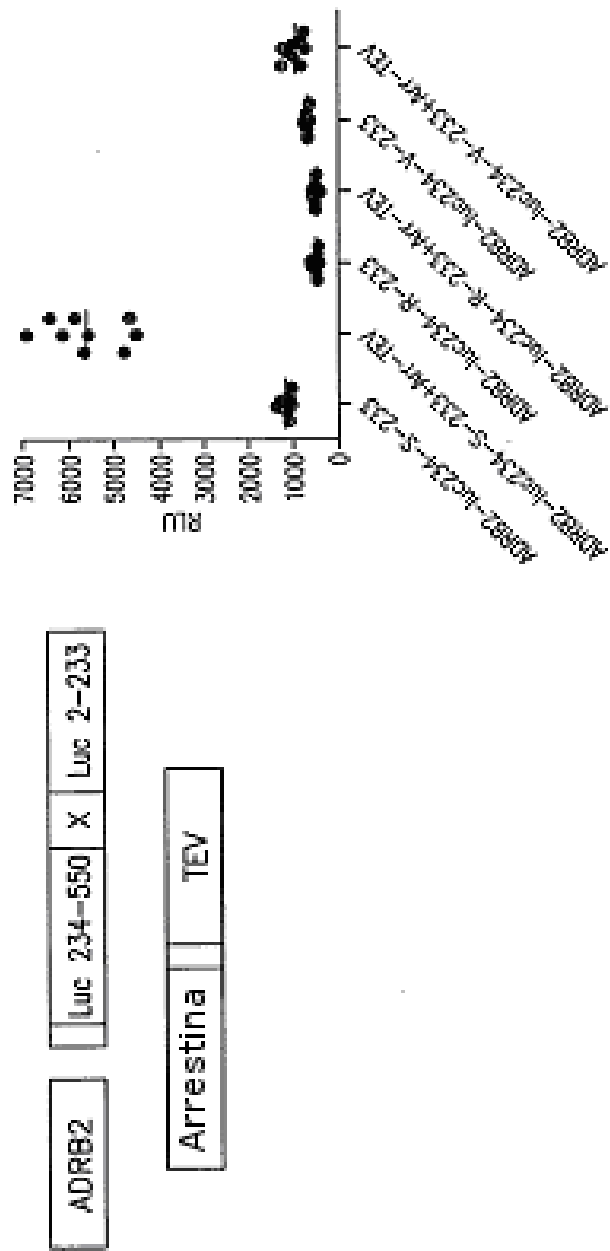 ADRB2
Luc 234-550
X
Luc 2-233
Arrestina
TEV
RLU
7000
6000
5000
4000
3000
2000
1000
0
ADRB2--luc234--S--233
ADRB2--luc234--S--233+Arr--TEV
ADRB2--luc234--R--233
ADRB2--luc234--R--233+Arr--TEV
ADRB2--luc234--V--233
ADRB2--luc234--V--233+Arr--TEV